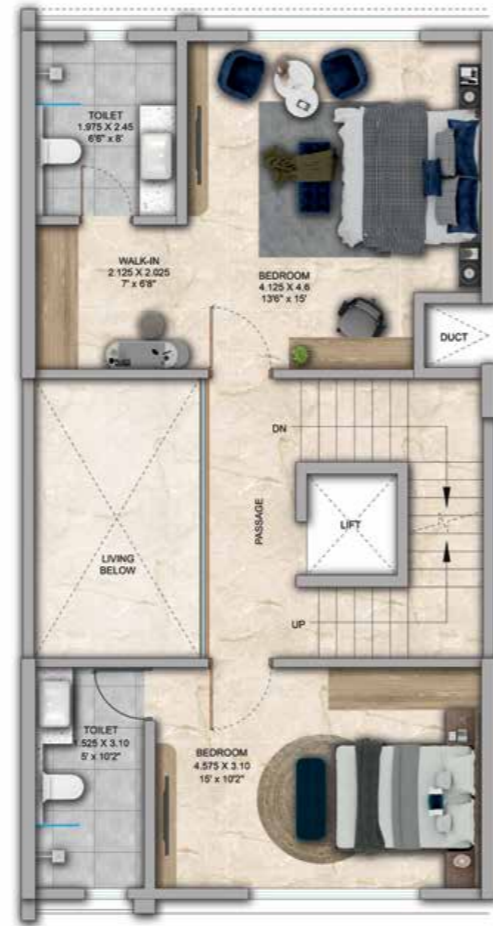 TOILET
1.975 X 2.45
6'6" x 8'
WALK-IN
2.125 X 2.025
7" x 6'8"
BEDROOM
4.125 X 4.6
13'6" x 15'
DUCT
DN
PASSAGE
LIFT
LIVING
BELOW
UP
TOILET
1.525 X 3.10
5' x 10'2"
BEDROOM
4.575 X 3.10
15' x 10'2"